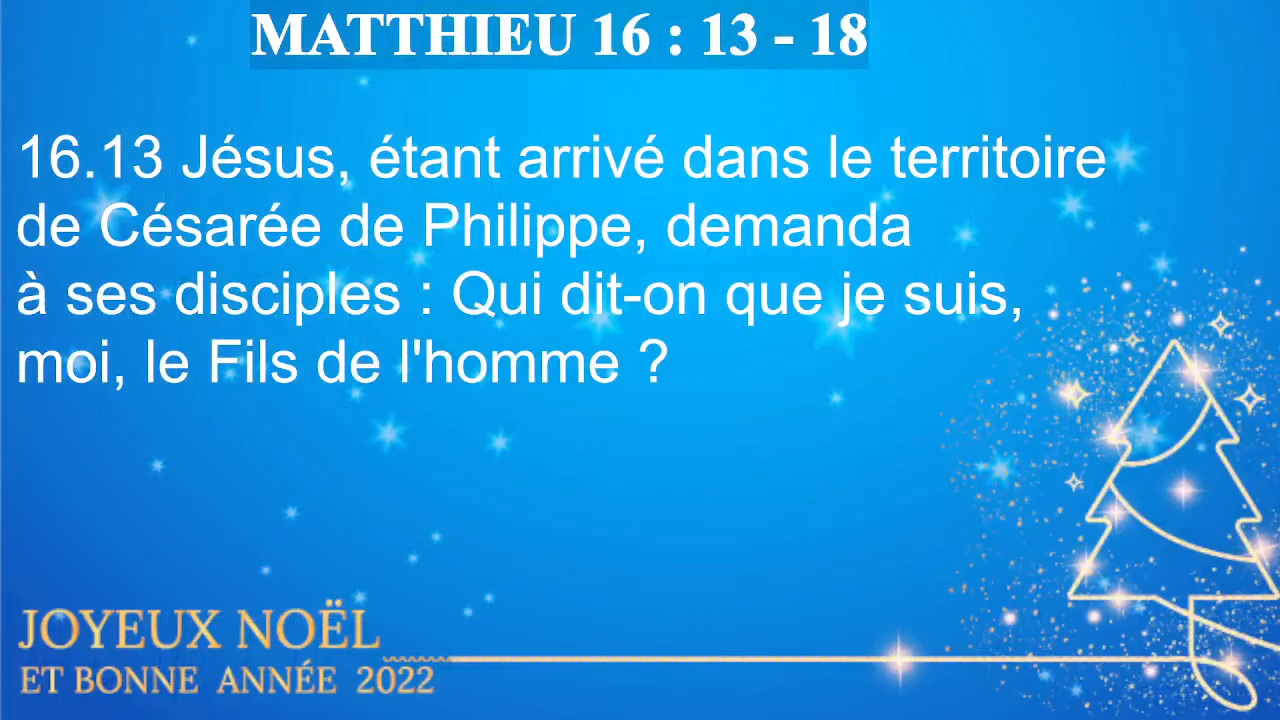 MATTHIEU 16 : 13 - 18
16.13 Jésus, étant arrivé dans le territoire
de Césarée de Philippe, demanda
à ses disciples : Qui dit-on que je suis,
moi, le Fils de l'homme ?
JOYEUX NOËL
ET BONNE ANNÉE 2022